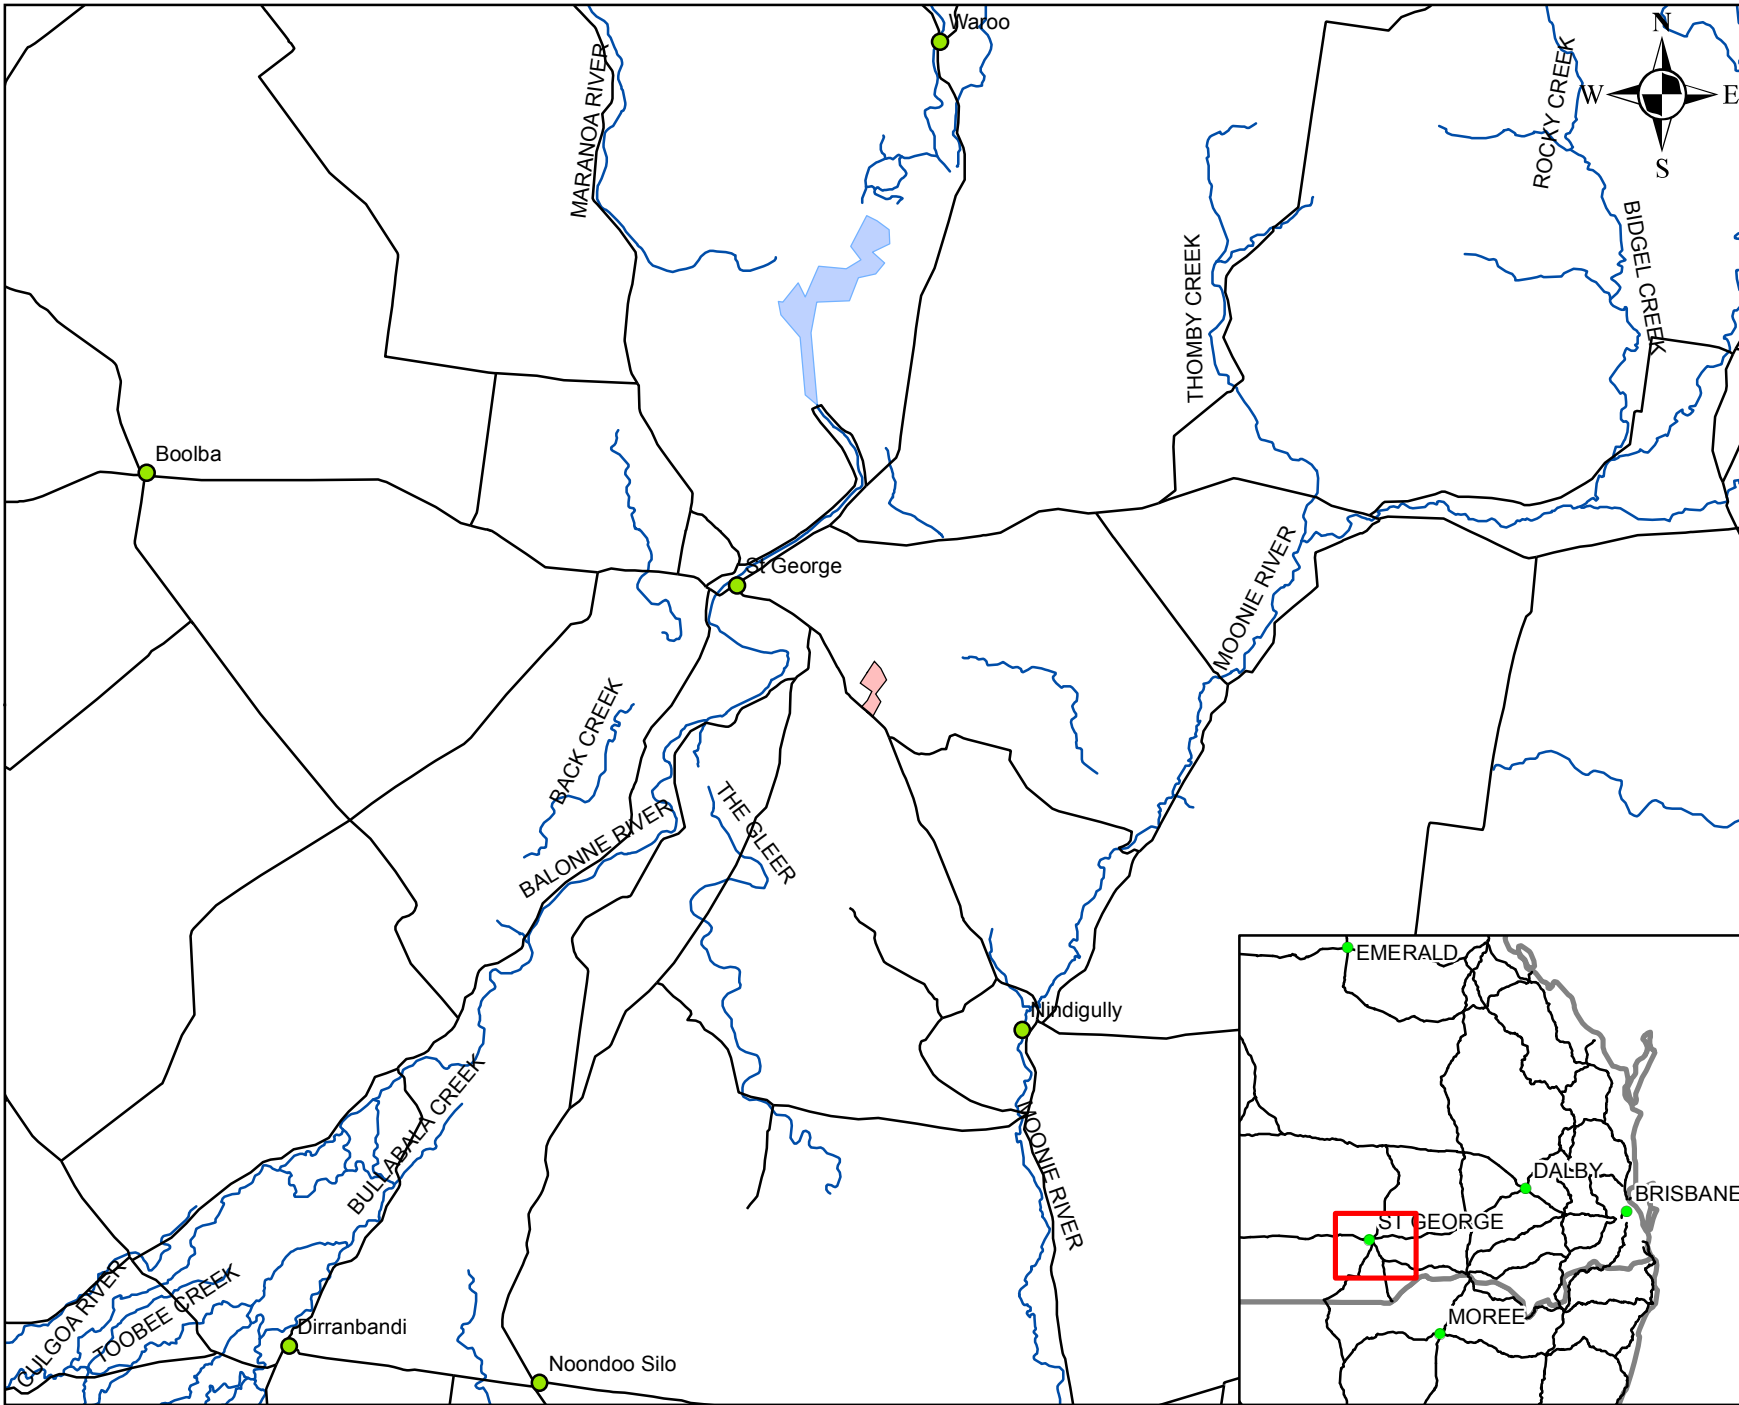 Waroo
N
W
E
S
MARANOA RIVER
ROCKY CREEK
BIDGEL CREEK
THOMBY CREEK
Boolba
St George
MOONIE RIVER
BACK CREEK
BALONNE RIVER
THE GLEER
Nindigully
BULLABALA CREEK
MOONIE RIVER
CULGOA RIVER
TOOBEE CREEK
Dirranbandi
Noondoo Silo
EMERALD
DALBY
BRISBANE
ST GEORGE
MOREE